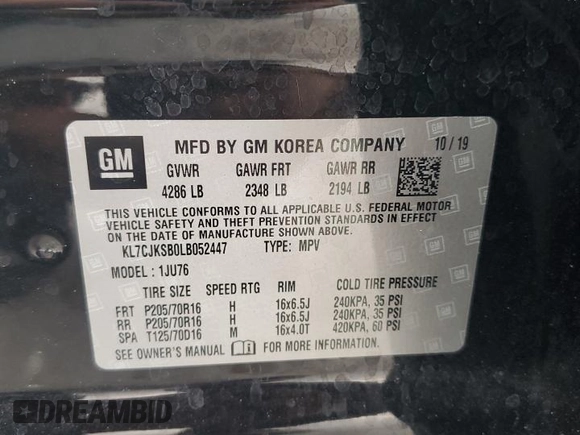 GM
MFD BY GM KOREA COMPANY 10/19
GVWR GAWR FRT GAWR RR
4286 LB 2348 LB 2194 LB
THIS VEHICLE CONFORMS TO ALL APPLICABLE U.S. FEDERAL MOTOR
VEHICLE SAFETY AND THEFT PREVENTION STANDARDS IN EFFECT
ON THE DATE OF MANUFACTURE SHOWN ABOVE.
KL7CJKSB0LB052447 TYPE: MPV
MODEL: 1JU76
TIRE SIZE SPEED RTG RIM COLD TIRE PRESSURE
FRT P205/70R16 H 16x6.5J 240KPA, 35 PSI
RR P205/70R16 H 16x6.5J 240KPA, 35 PSI
SPA T125/70D16 M 16x4.0T 420KPA, 60 PSI
SEE OWNER'S MANUAL FOR MORE INFORMATION.
DREAMBID